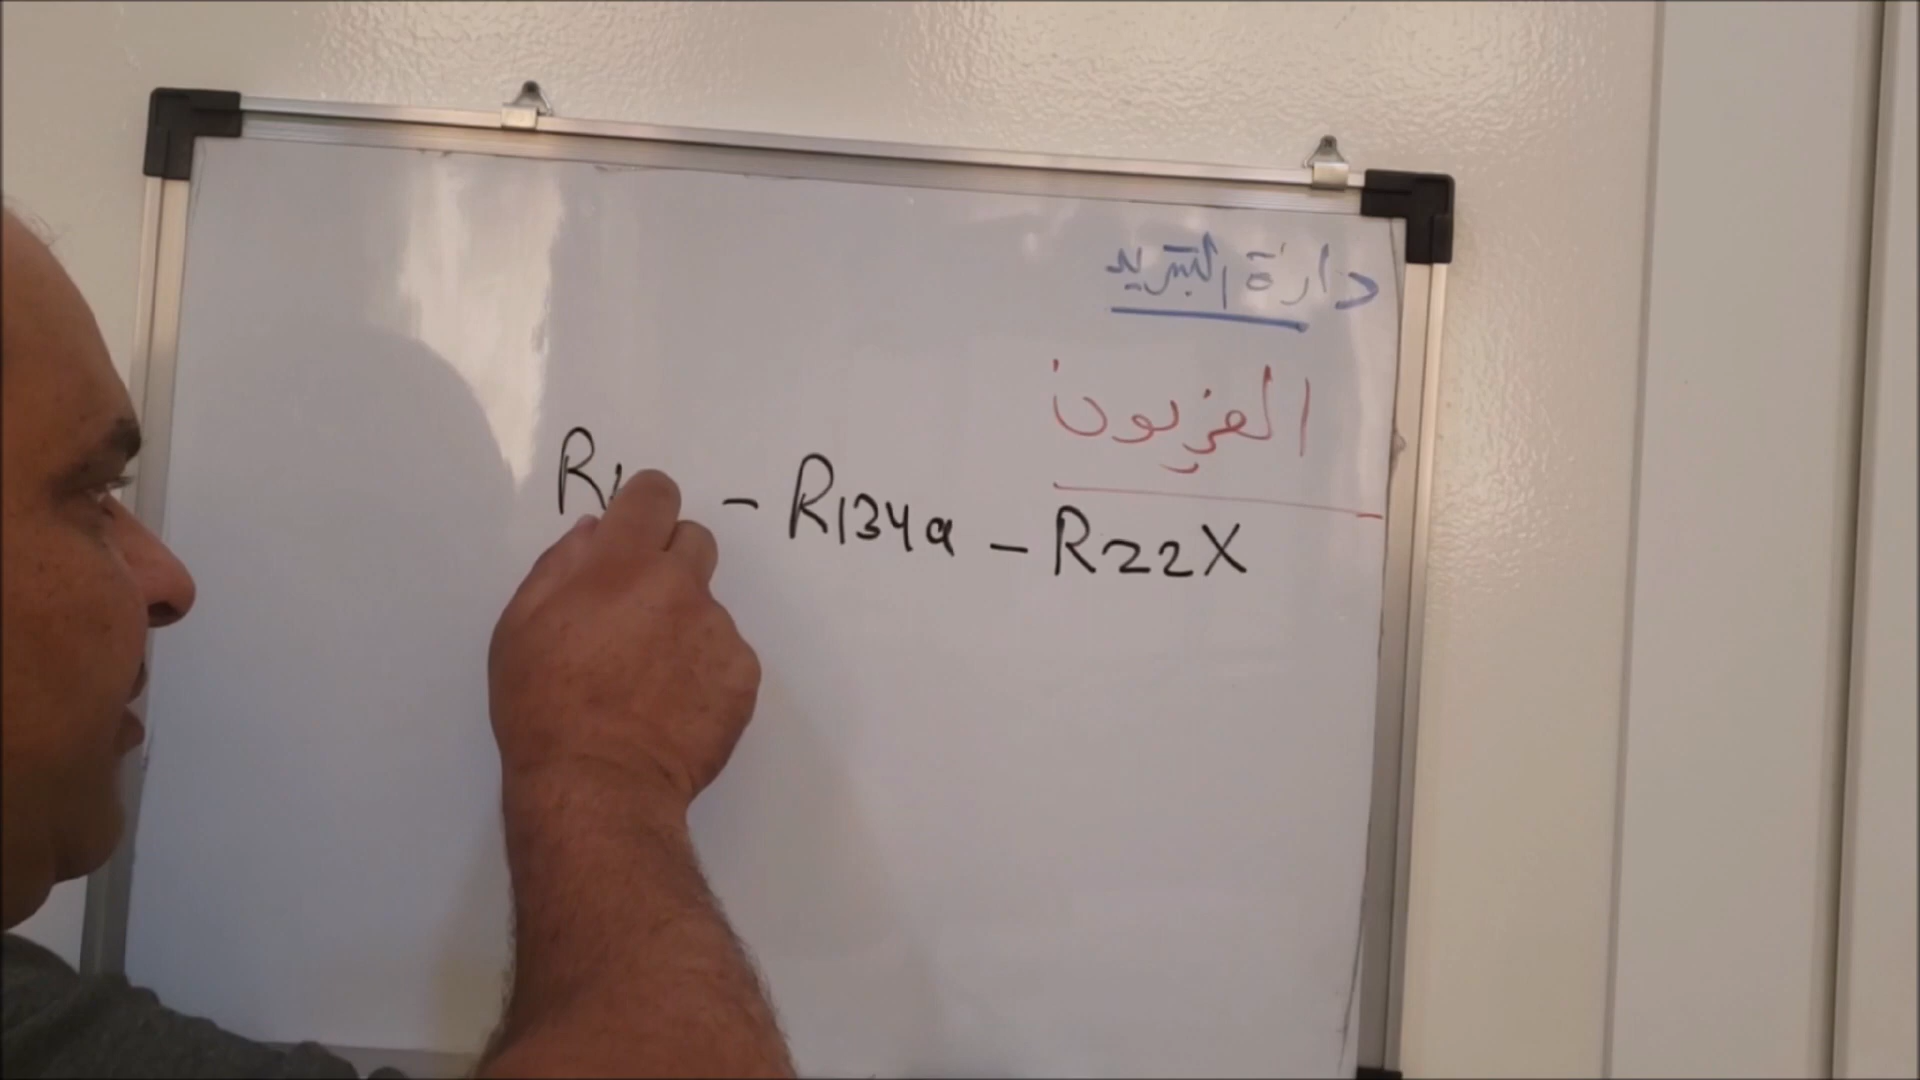 دارة التبريد
الفريون
- R134a - R22X